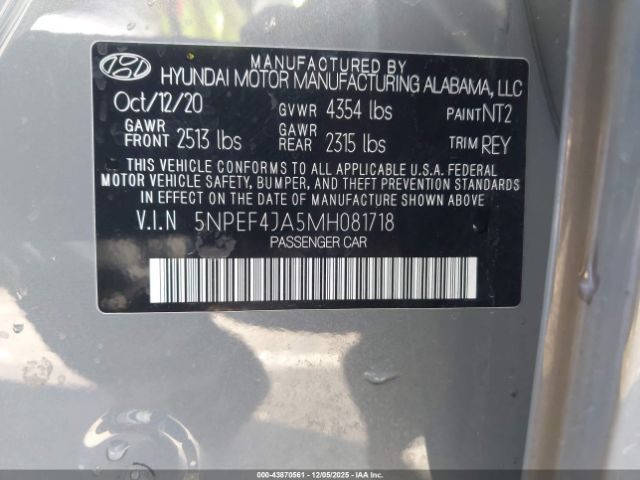 MANUFACTURED BY
HYUNDAI MOTOR MANUFACTURING ALABAMA, LLC
Oct/12/20 GVWR 4354 lbs PAINT NT2
GAWR FRONT 2513 lbs GAWR REAR 2315 lbs TRIM REY
THIS VEHICLE CONFORMS TO ALL APPLICABLE U.S.A. FEDERAL
MOTOR VEHICLE SAFETY, BUMPER, AND THEFT PREVENTION STANDARDS
IN EFFECT ON THE DATE OF MANUFACTURE SHOWN ABOVE.
V.I.N 5NPEF4JA5MH081718
PASSENGER CAR
000-43870561 - 12/05/2025 - IAAI.COM